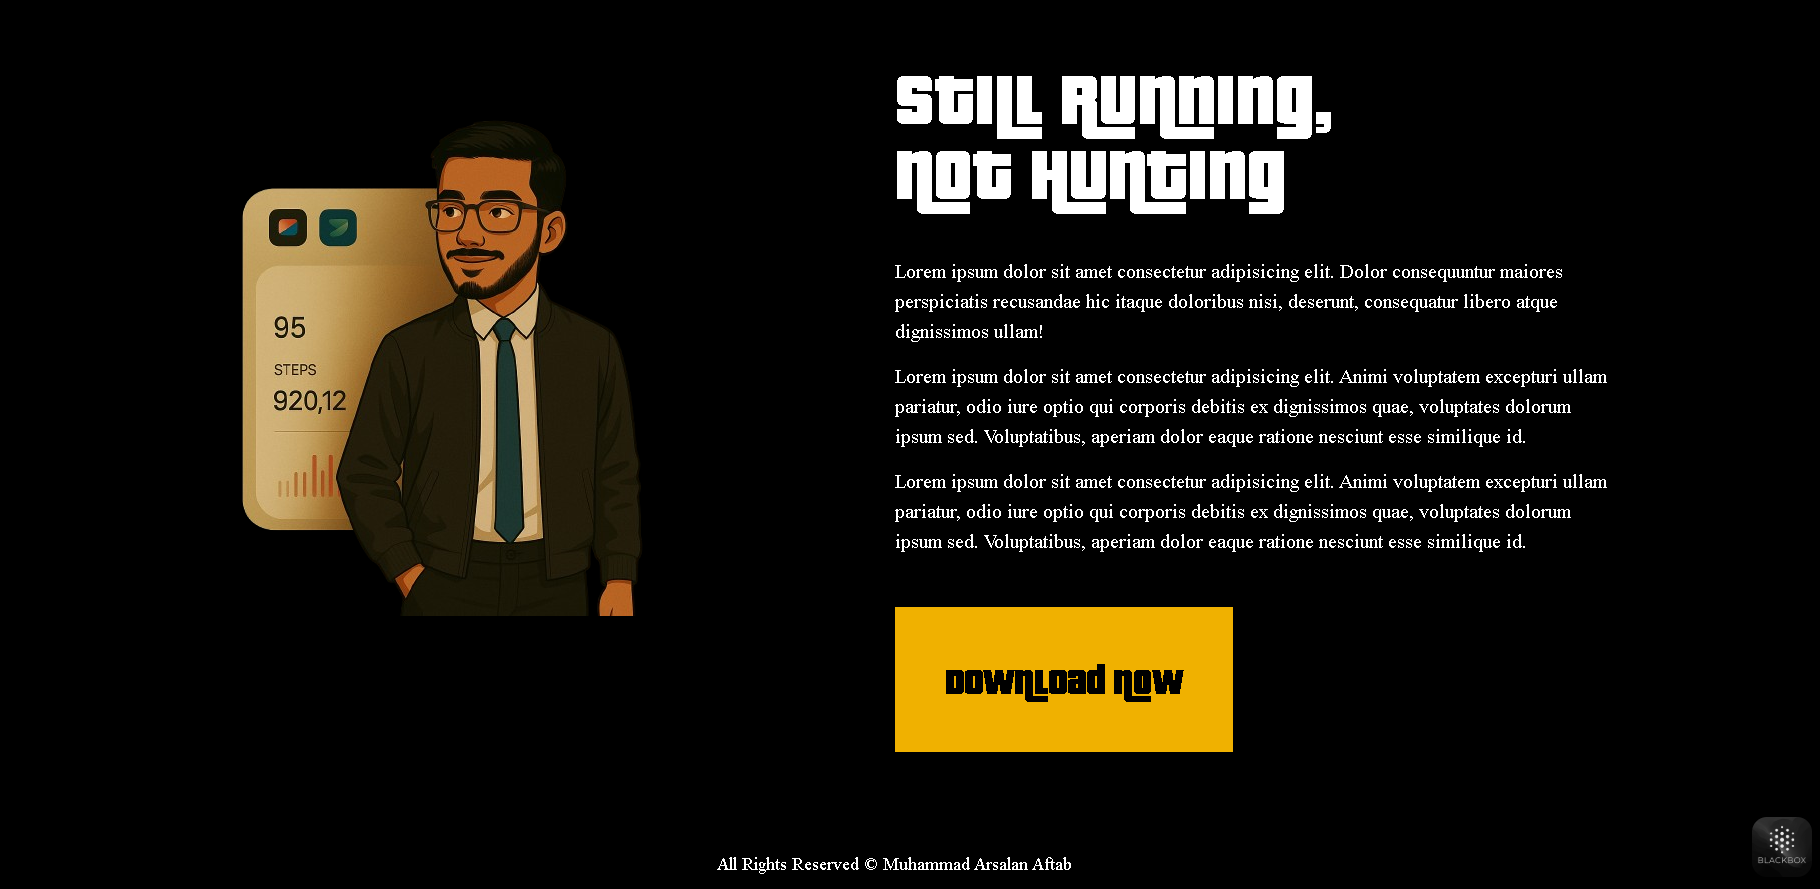 Still Running,
not Hunting
95
STEPS
920,12
Lorem ipsum dolor sit amet consectetur adipisicing elit. Dolor consequuntur maiores
perspiciatis recusandae hic itaque doloribus nisi, deserunt, consequatur libero atque
dignissimos ullam!
Lorem ipsum dolor sit amet consectetur adipisicing elit. Animi voluptatem excepturi ullam
pariatur, odio iure optio qui corporis debitis ex dignissimos quae, voluptates dolorum
ipsum sed. Voluptatibus, aperiam dolor eaque ratione nesciunt esse similique id.
Lorem ipsum dolor sit amet consectetur adipisicing elit. Animi voluptatem excepturi ullam
pariatur, odio iure optio qui corporis debitis ex dignissimos quae, voluptates dolorum
ipsum sed. Voluptatibus, aperiam dolor eaque ratione nesciunt esse similique id.
Download now
All Rights Reserved © Muhammad Arsalan Aftab
BLACKBOX